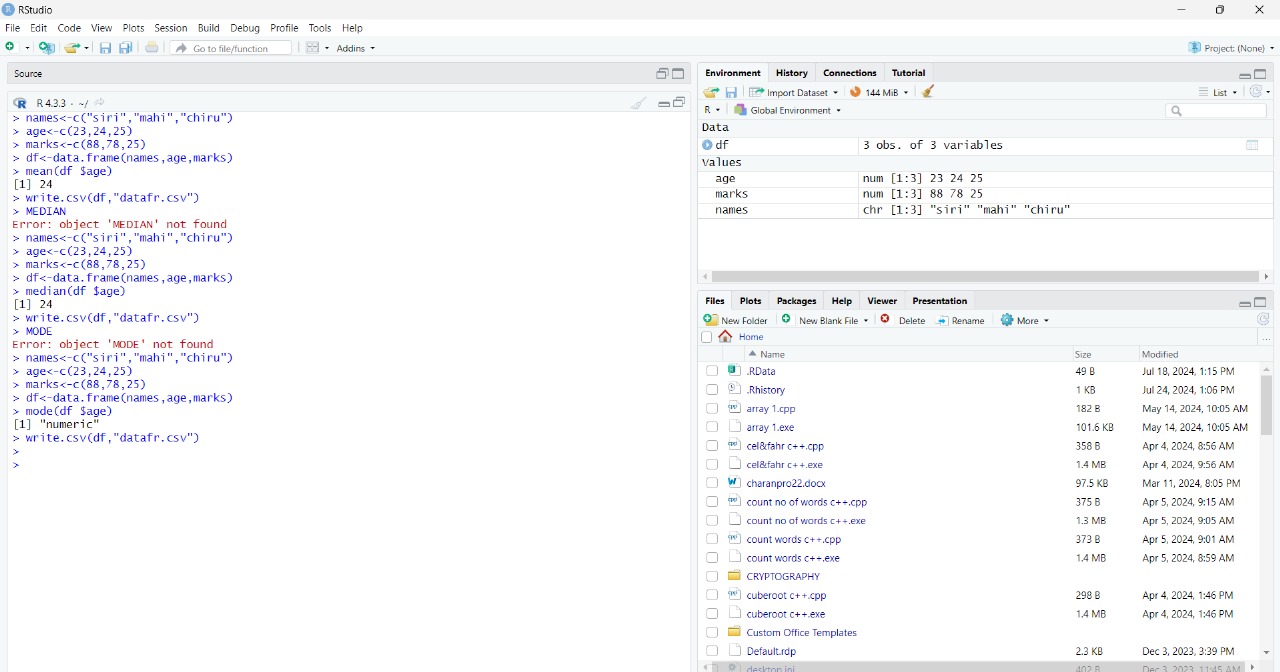 RStudio
File Edit Code View Plots Session Build Debug Profile Tools Help
Go to file/function Addins Project: (None)
Source
R 4.3.3 · ~/
> names<-c("siri","mahi","chiru")
> age<-c(23,24,25)
> marks<-c(88,78,25)
> df<-data.frame(names,age,marks)
> mean(df $age)
[1] 24
> write.csv(df,"datafr.csv")
> MEDIAN
Error: object 'MEDIAN' not found
> names<-c("siri","mahi","chiru")
> age<-c(23,24,25)
> marks<-c(88,78,25)
> df<-data.frame(names,age,marks)
> median(df $age)
[1] 24
> write.csv(df,"datafr.csv")
> MODE
Error: object 'MODE' not found
> names<-c("siri","mahi","chiru")
> age<-c(23,24,25)
> marks<-c(88,78,25)
> df<-data.frame(names,age,marks)
> mode(df $age)
[1] "numeric"
> write.csv(df,"datafr.csv")
>
>
Environment History Connections Tutorial
Import Dataset 144 MiB List
R Global Environment
Data
df 3 obs. of 3 variables
Values
age num [1:3] 23 24 25
marks num [1:3] 88 78 25
names chr [1:3] "siri" "mahi" "chiru"
Files Plots Packages Help Viewer Presentation
New Folder New Blank File Delete Rename More
Home ...
Name Size Modified
.RData 49 B Jul 18, 2024, 1:15 PM
.Rhistory 1 KB Jul 24, 2024, 1:06 PM
array 1.cpp 182 B May 14, 2024, 10:05 AM
array 1.exe 101.6 KB May 14, 2024, 10:05 AM
cel&fahr c++.cpp 358 B Apr 4, 2024, 8:56 AM
cel&fahr c++.exe 1.4 MB Apr 4, 2024, 9:56 AM
charanpro22.docx 97.5 KB Mar 11, 2024, 8:05 PM
count no of words c++.cpp 375 B Apr 5, 2024, 9:15 AM
count no of words c++.exe 1.3 MB Apr 5, 2024, 9:05 AM
count words c++.cpp 373 B Apr 5, 2024, 9:01 AM
count words c++.exe 1.4 MB Apr 5, 2024, 8:59 AM
CRYPTOGRAPHY
cuberoot c++.cpp 298 B Apr 4, 2024, 1:46 PM
cuberoot c++.exe 1.4 MB Apr 4, 2024, 1:46 PM
Custom Office Templates
Default.rdp 2.3 KB Dec 3, 2023, 3:39 PM
desktop.ini 402 B Dec 3, 2023, 11:45 AM